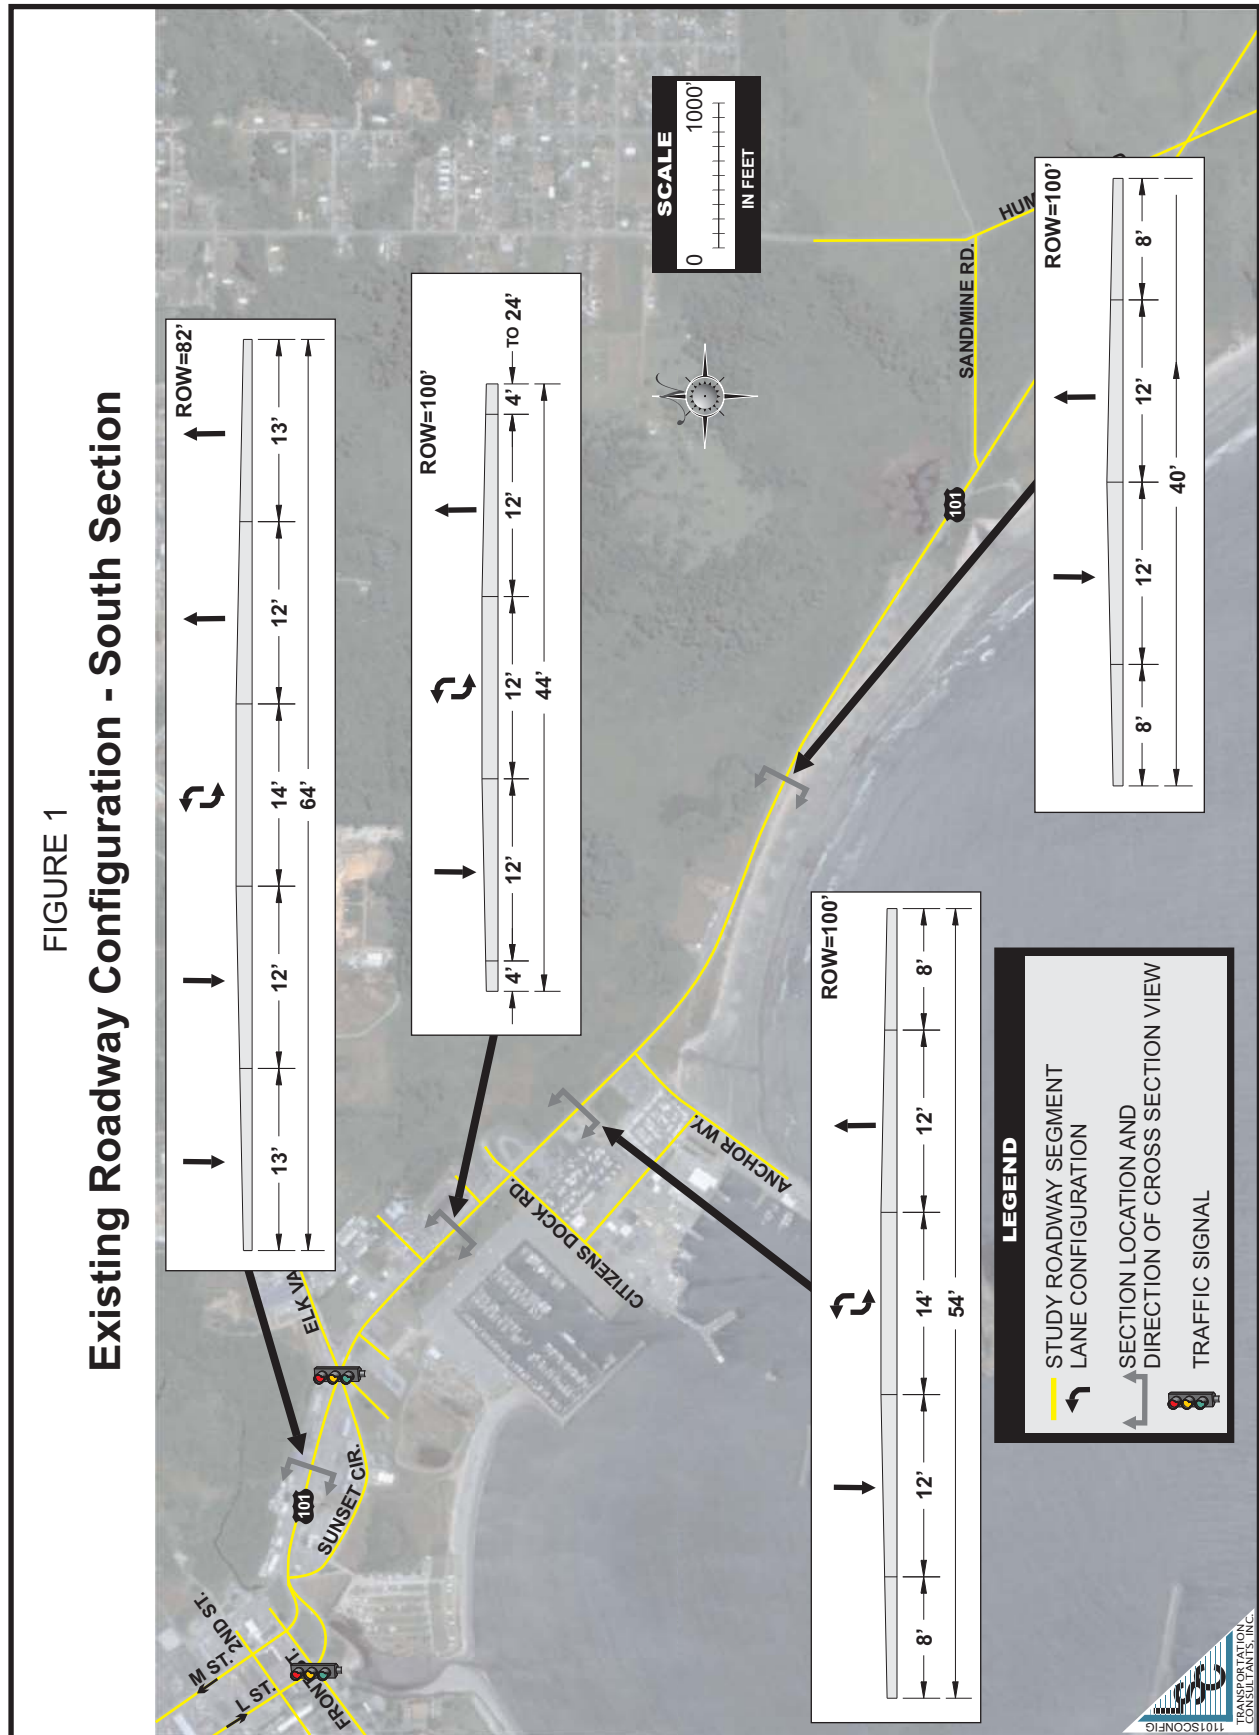 FIGURE 1
Existing Roadway Configuration - South Section
ROW=82'
13'
12'
14'
12'
13'
64'
ROW=100'
4'
12'
12'
12'
4'
TO 24'
44'
SCALE
0
1000'
IN FEET
M ST.
2ND ST.
L ST.
FRONT ST.
101
SUNSET CIR.
ELK VA
CITIZENS DOCK RD.
ANCHOR WY.
101
SANDMINE RD.
HUM
ROW=100'
8'
12'
14'
12'
8'
54'
ROW=100'
8'
12'
12'
8'
40'
LEGEND
STUDY ROADWAY SEGMENT
LANE CONFIGURATION
SECTION LOCATION AND
DIRECTION OF CROSS SECTION VIEW
TRAFFIC SIGNAL
TRANSPORTATION
CONSULTANTS, INC.
1101SCONFIG